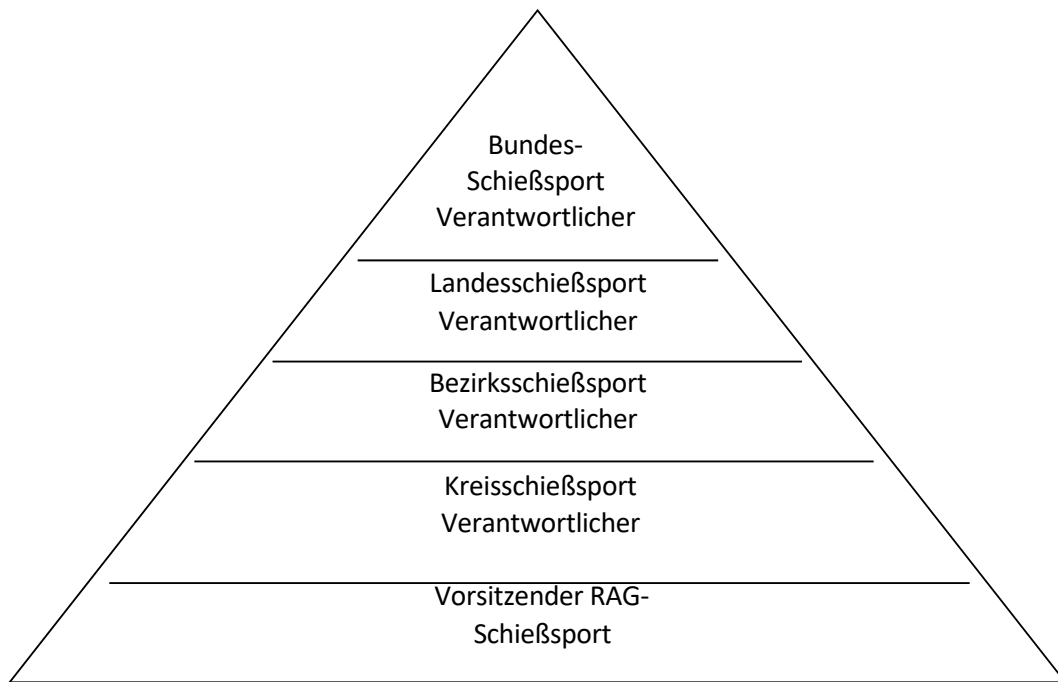 Bundes-
Schießsport
Verantwortlicher
Landesschießsport
Verantwortlicher
Bezirksschießsport
Verantwortlicher
Kreisschießsport
Verantwortlicher
Vorsitzender RAG-
Schießsport